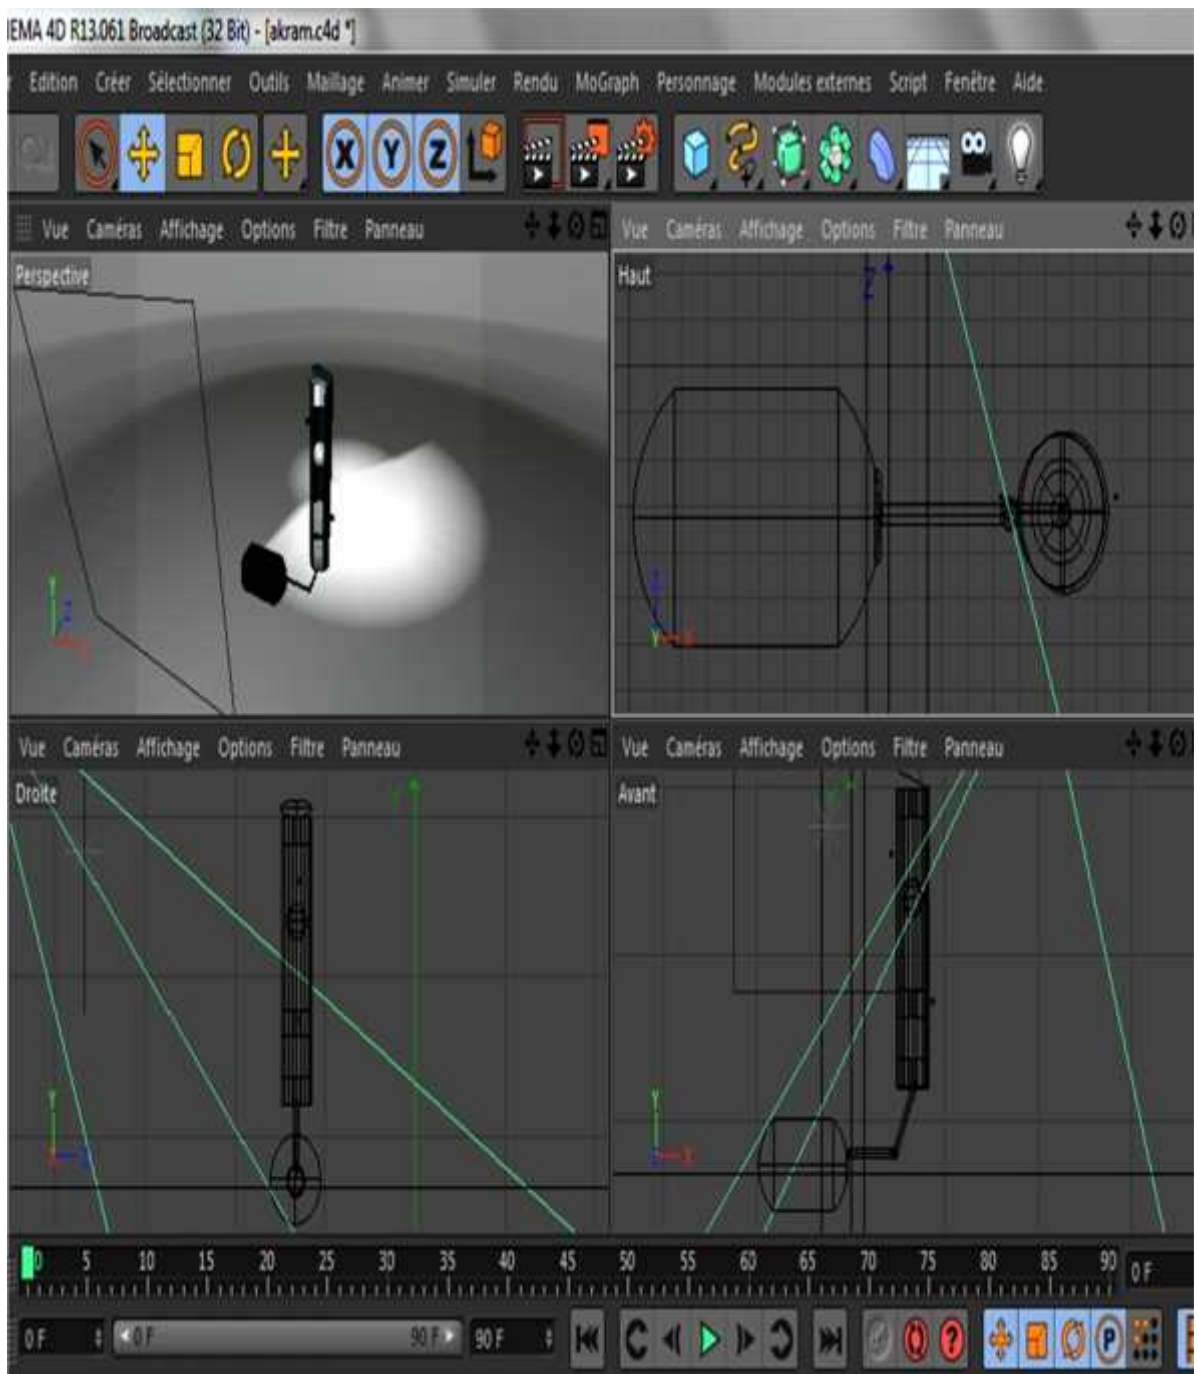 EMA 4D R13.061 Broadcast (32 Bit) - [akram.c4d *]
r Edition Créer Sélectionner Outils Maillage Animer Simuler Rendu MoGraph Personnage Modules externes Script Fenêtre Aide
X Y Z
Vue Caméras Affichage Options Filtre Panneau
Perspective
Y
Z
X
Vue Caméras Affichage Options Filtre Panneau
Haut
Z
Y X
Vue Caméras Affichage Options Filtre Panneau
Droite
Y
Vue Caméras Affichage Options Filtre Panneau
Avant
Y
X
0 5 10 15 20 25 30 35 40 45 50 55 60 65 70 75 80 85 90 0 F
0 F 0 F 90 F 90 F ? P